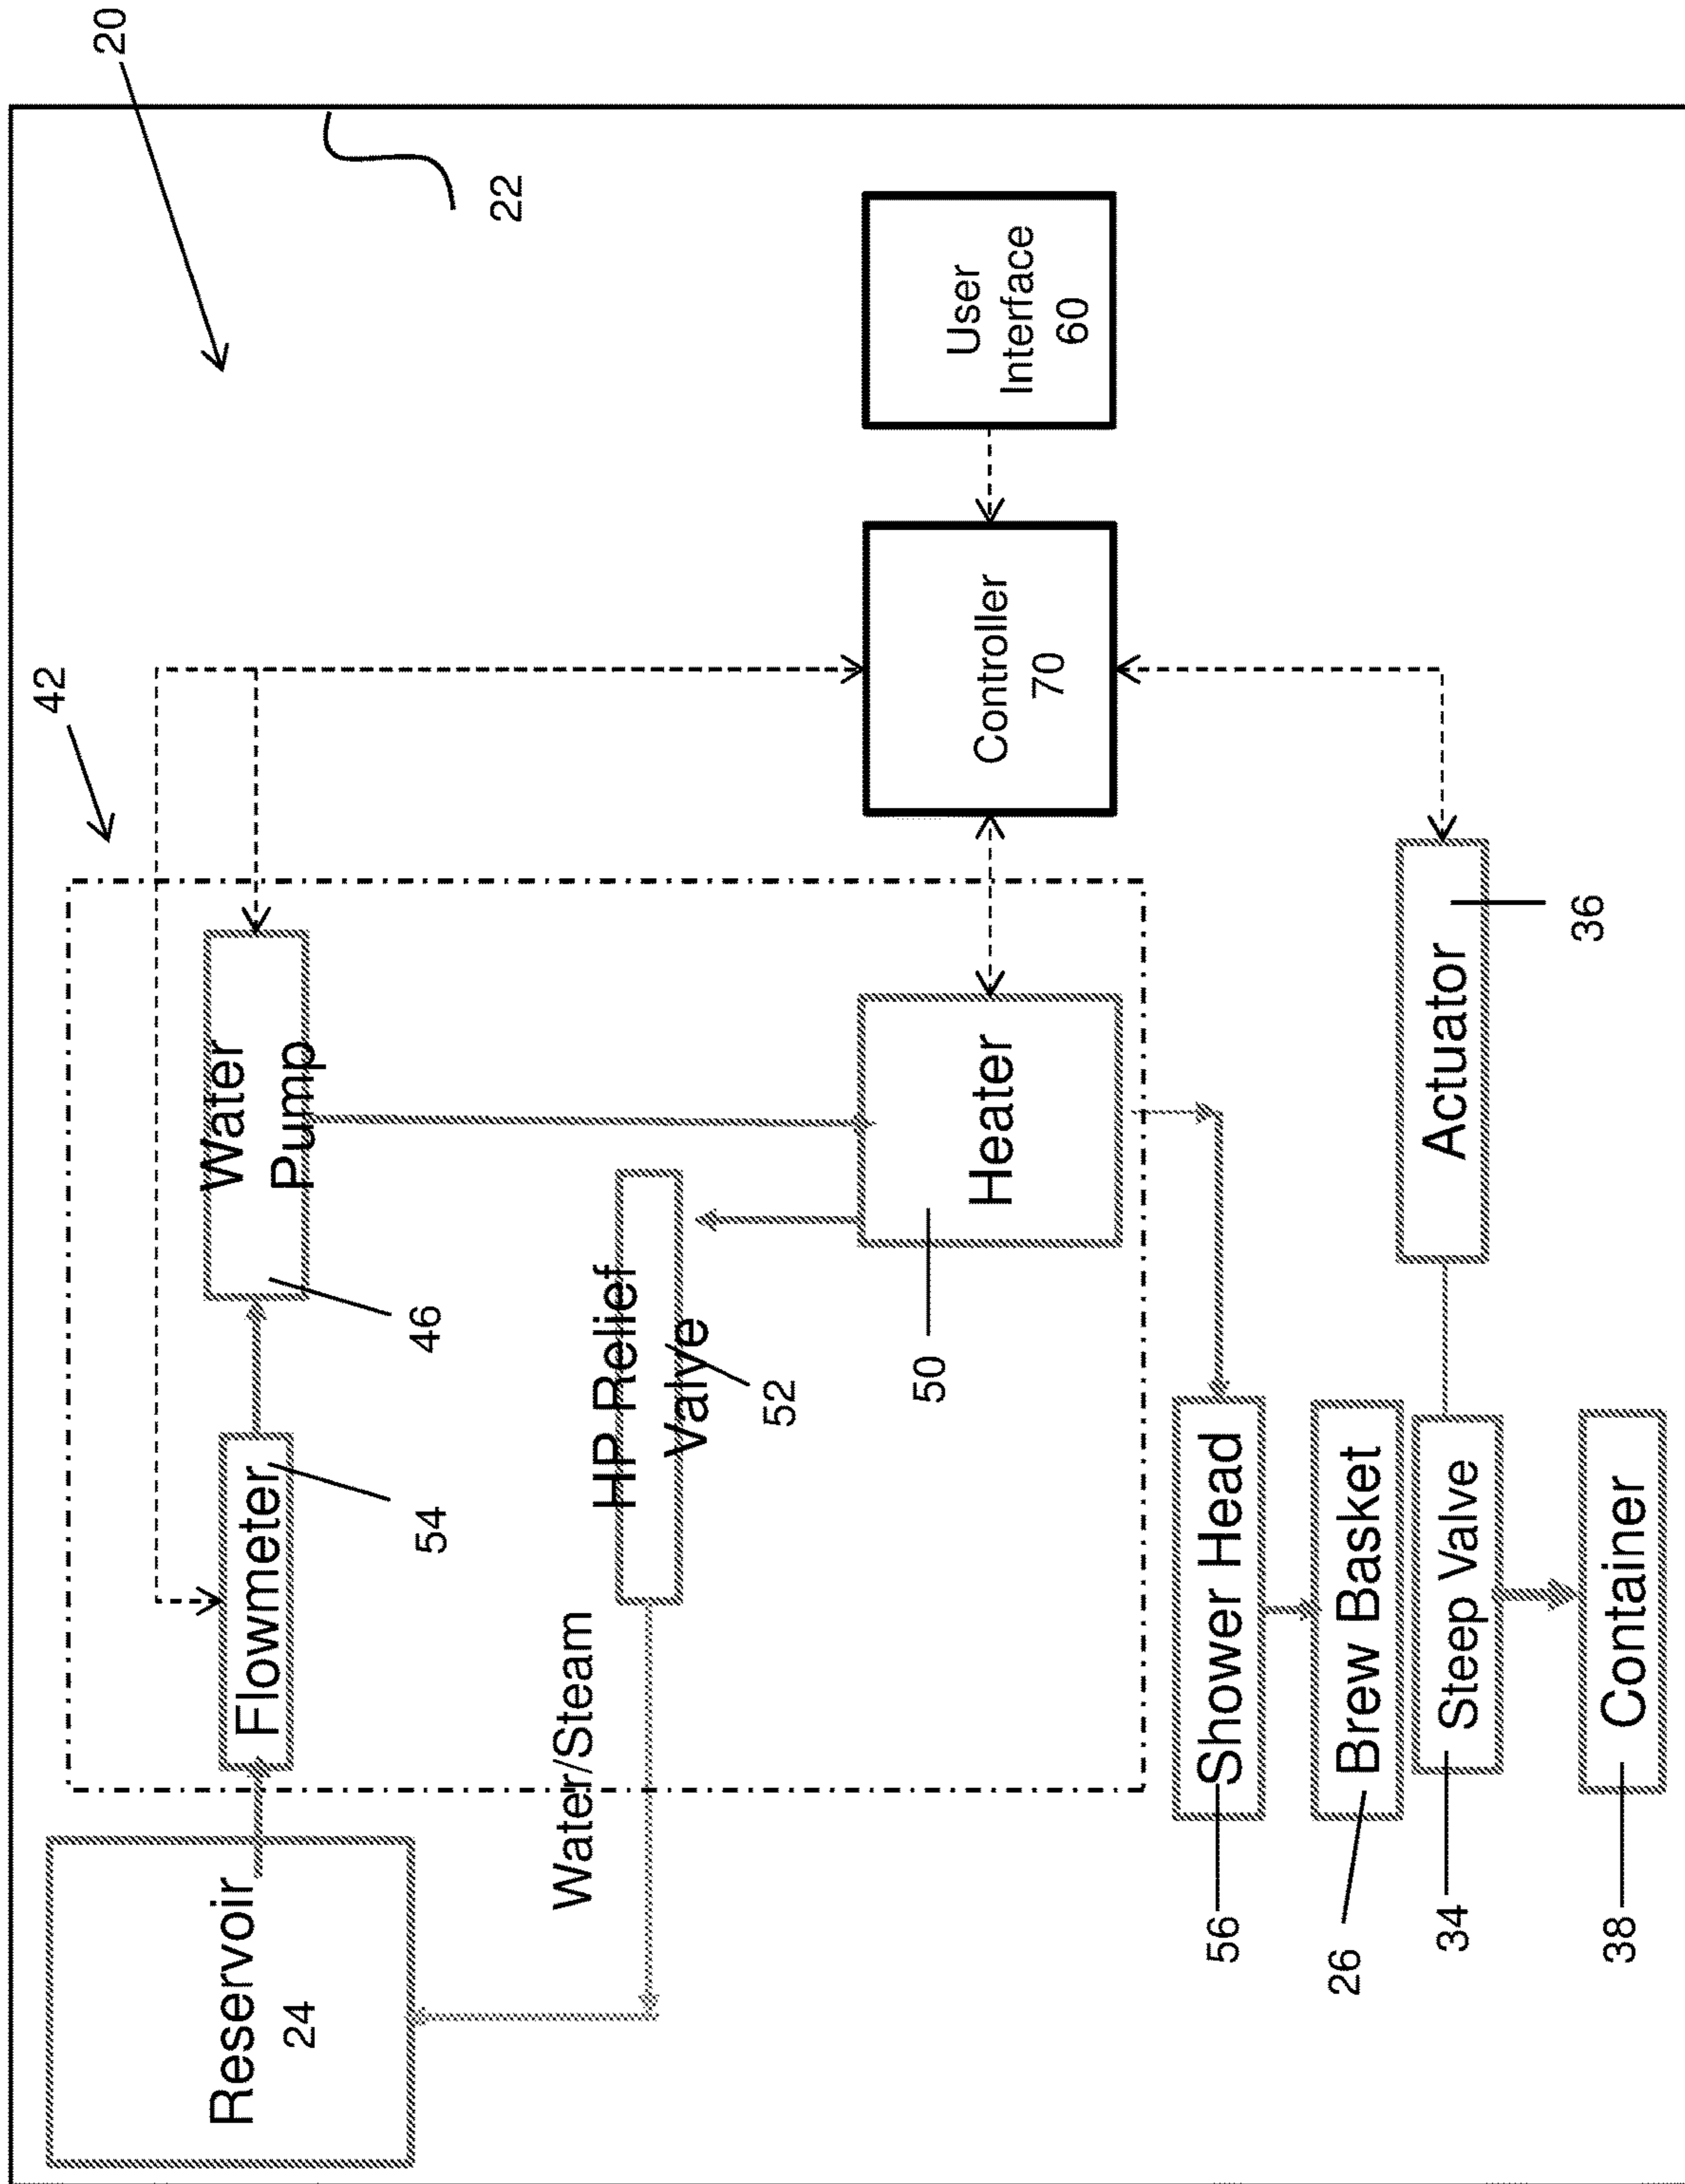 20
22
42
Reservoir
24
Flowmeter
54
Water
Pump
46
Water/Steam
HP Relief
Valve
52
Heater
50
Controller
70
User
Interface
60
Shower Head
56
Brew Basket
26
Steep Valve
34
Actuator
36
Container
38